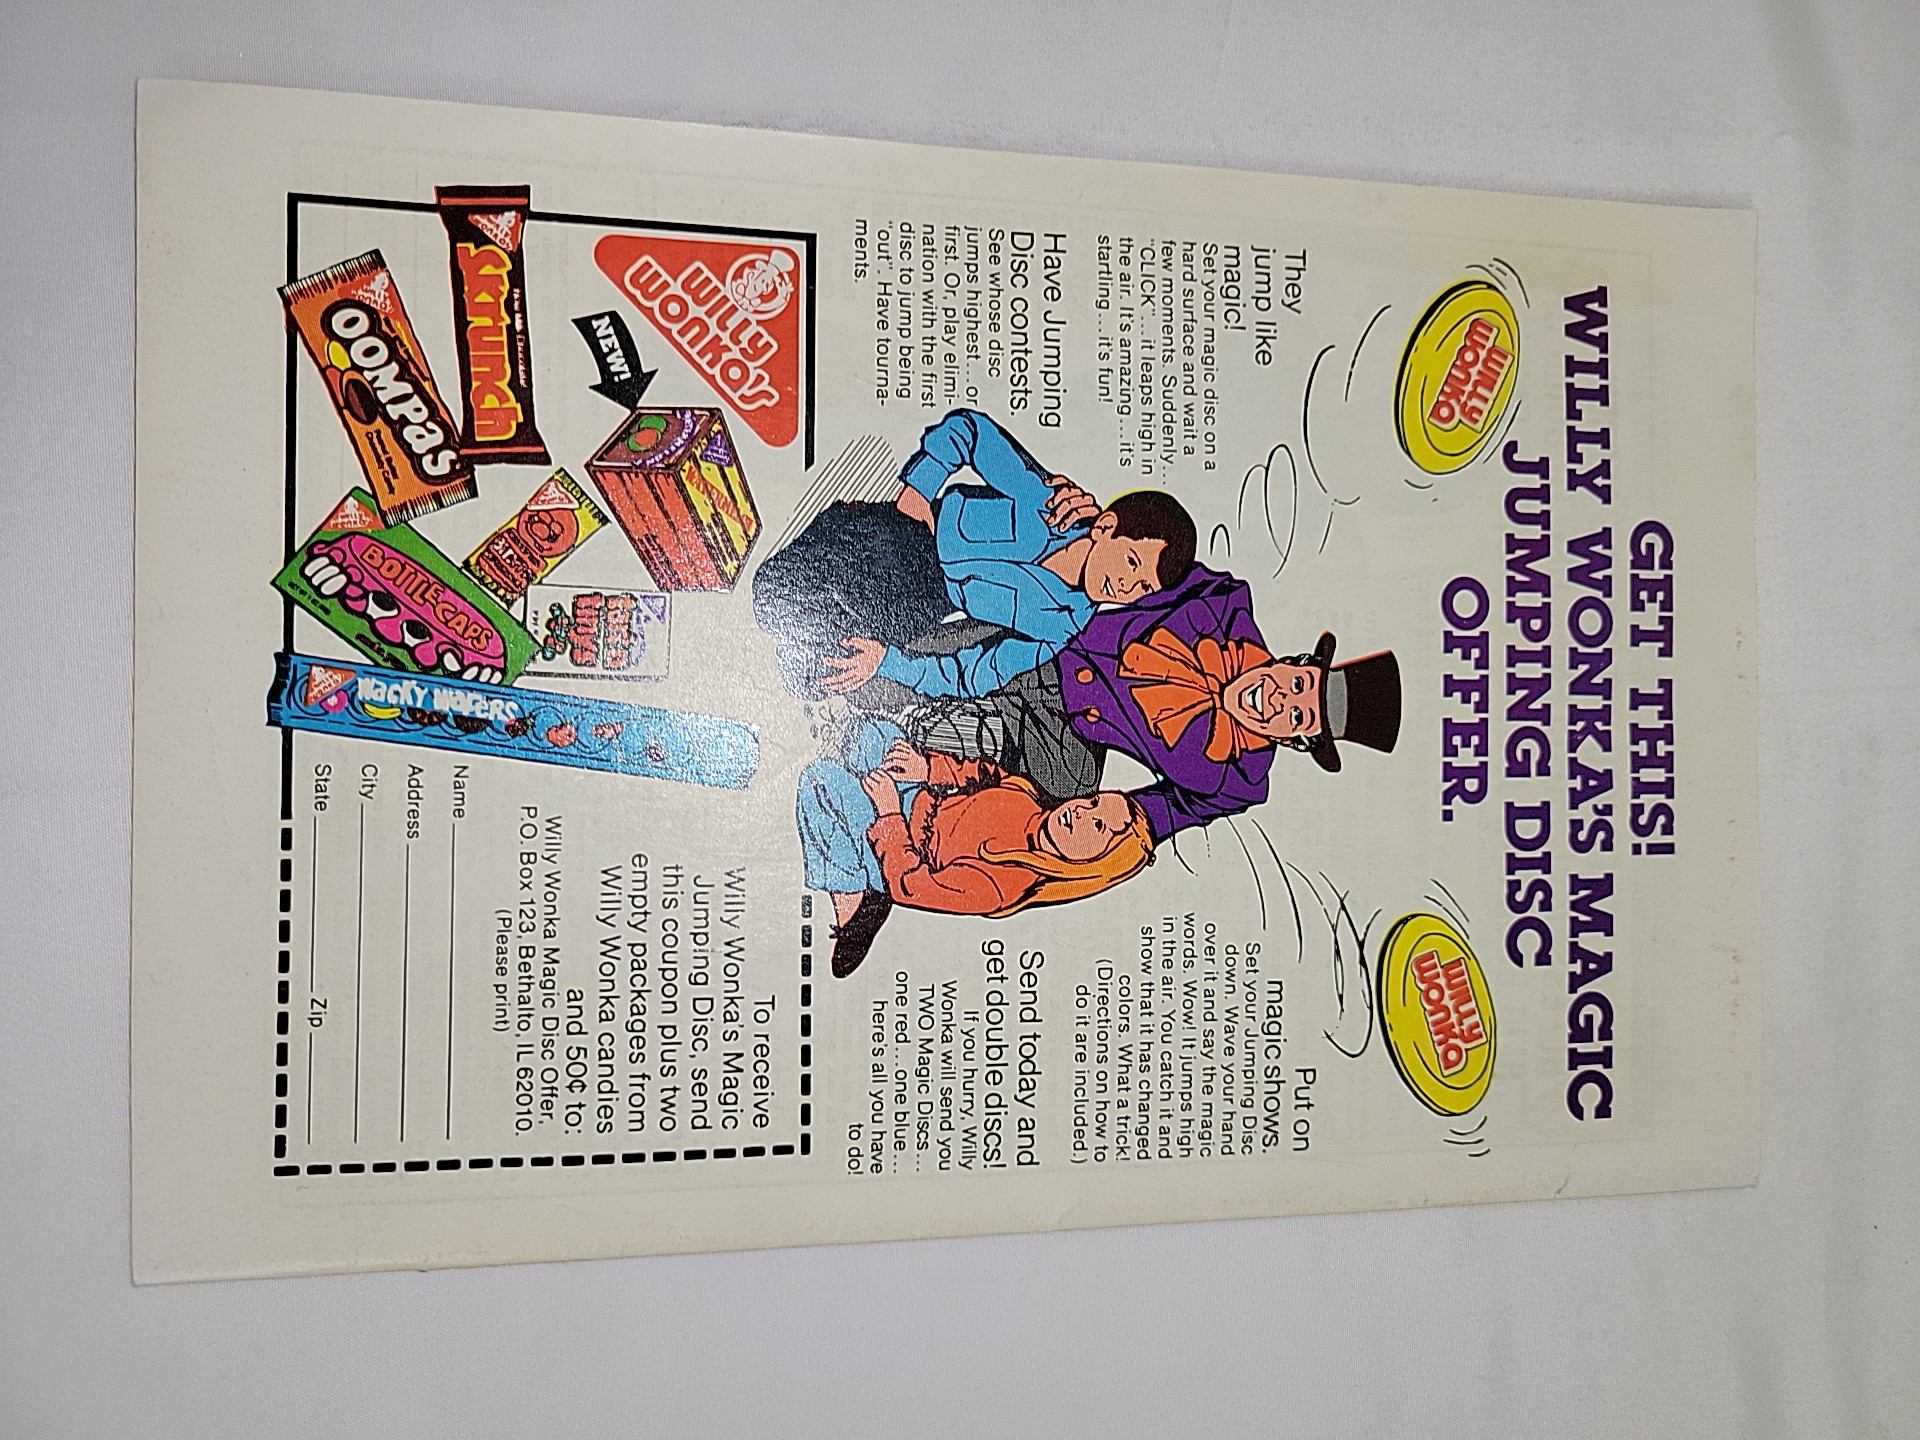 GET THIS!
WILLY WONKA'S MAGIC
JUMPING DISC
OFFER.
WILLY
WONKA
WILLY
WONKA
They
jump like
magic!
Set your magic disc on a
hard surface and wait a
few moments. Suddenly...
"CLICK"...it leaps high in
the air. It's amazing...it's
startling...it's fun!
Have Jumping
Disc contests.
See whose disc
jumps highest...or
first. Or, play elimi-
nation with the first
disc to jump being
"out". Have tourna-
ments.
Put on
magic shows.
Set your Jumping Disc
down. Wave your hand
over it and say the magic
words. Wow! It jumps high
in the air. You catch it and
show that it has changed
colors. What a trick!
(Directions on how to
do it are included.)
Send today and
get double discs!
If you hurry, Willy
Wonka will send you
TWO Magic Discs...
one red...one blue...
here's all you have
to do!
WILLY
WONKA'S
NEW!
SKRUNCH
OOMPAS
BOTTLE CAPS
WACKY WAFERS
To receive
Willy Wonka's Magic
Jumping Disc, send
this coupon plus two
empty packages from
Willy Wonka candies
and 50¢ to:
Willy Wonka Magic Disc Offer,
P.O. Box 123, Bethalto, IL 62010.
(Please print)
Name
Address
City
State Zip